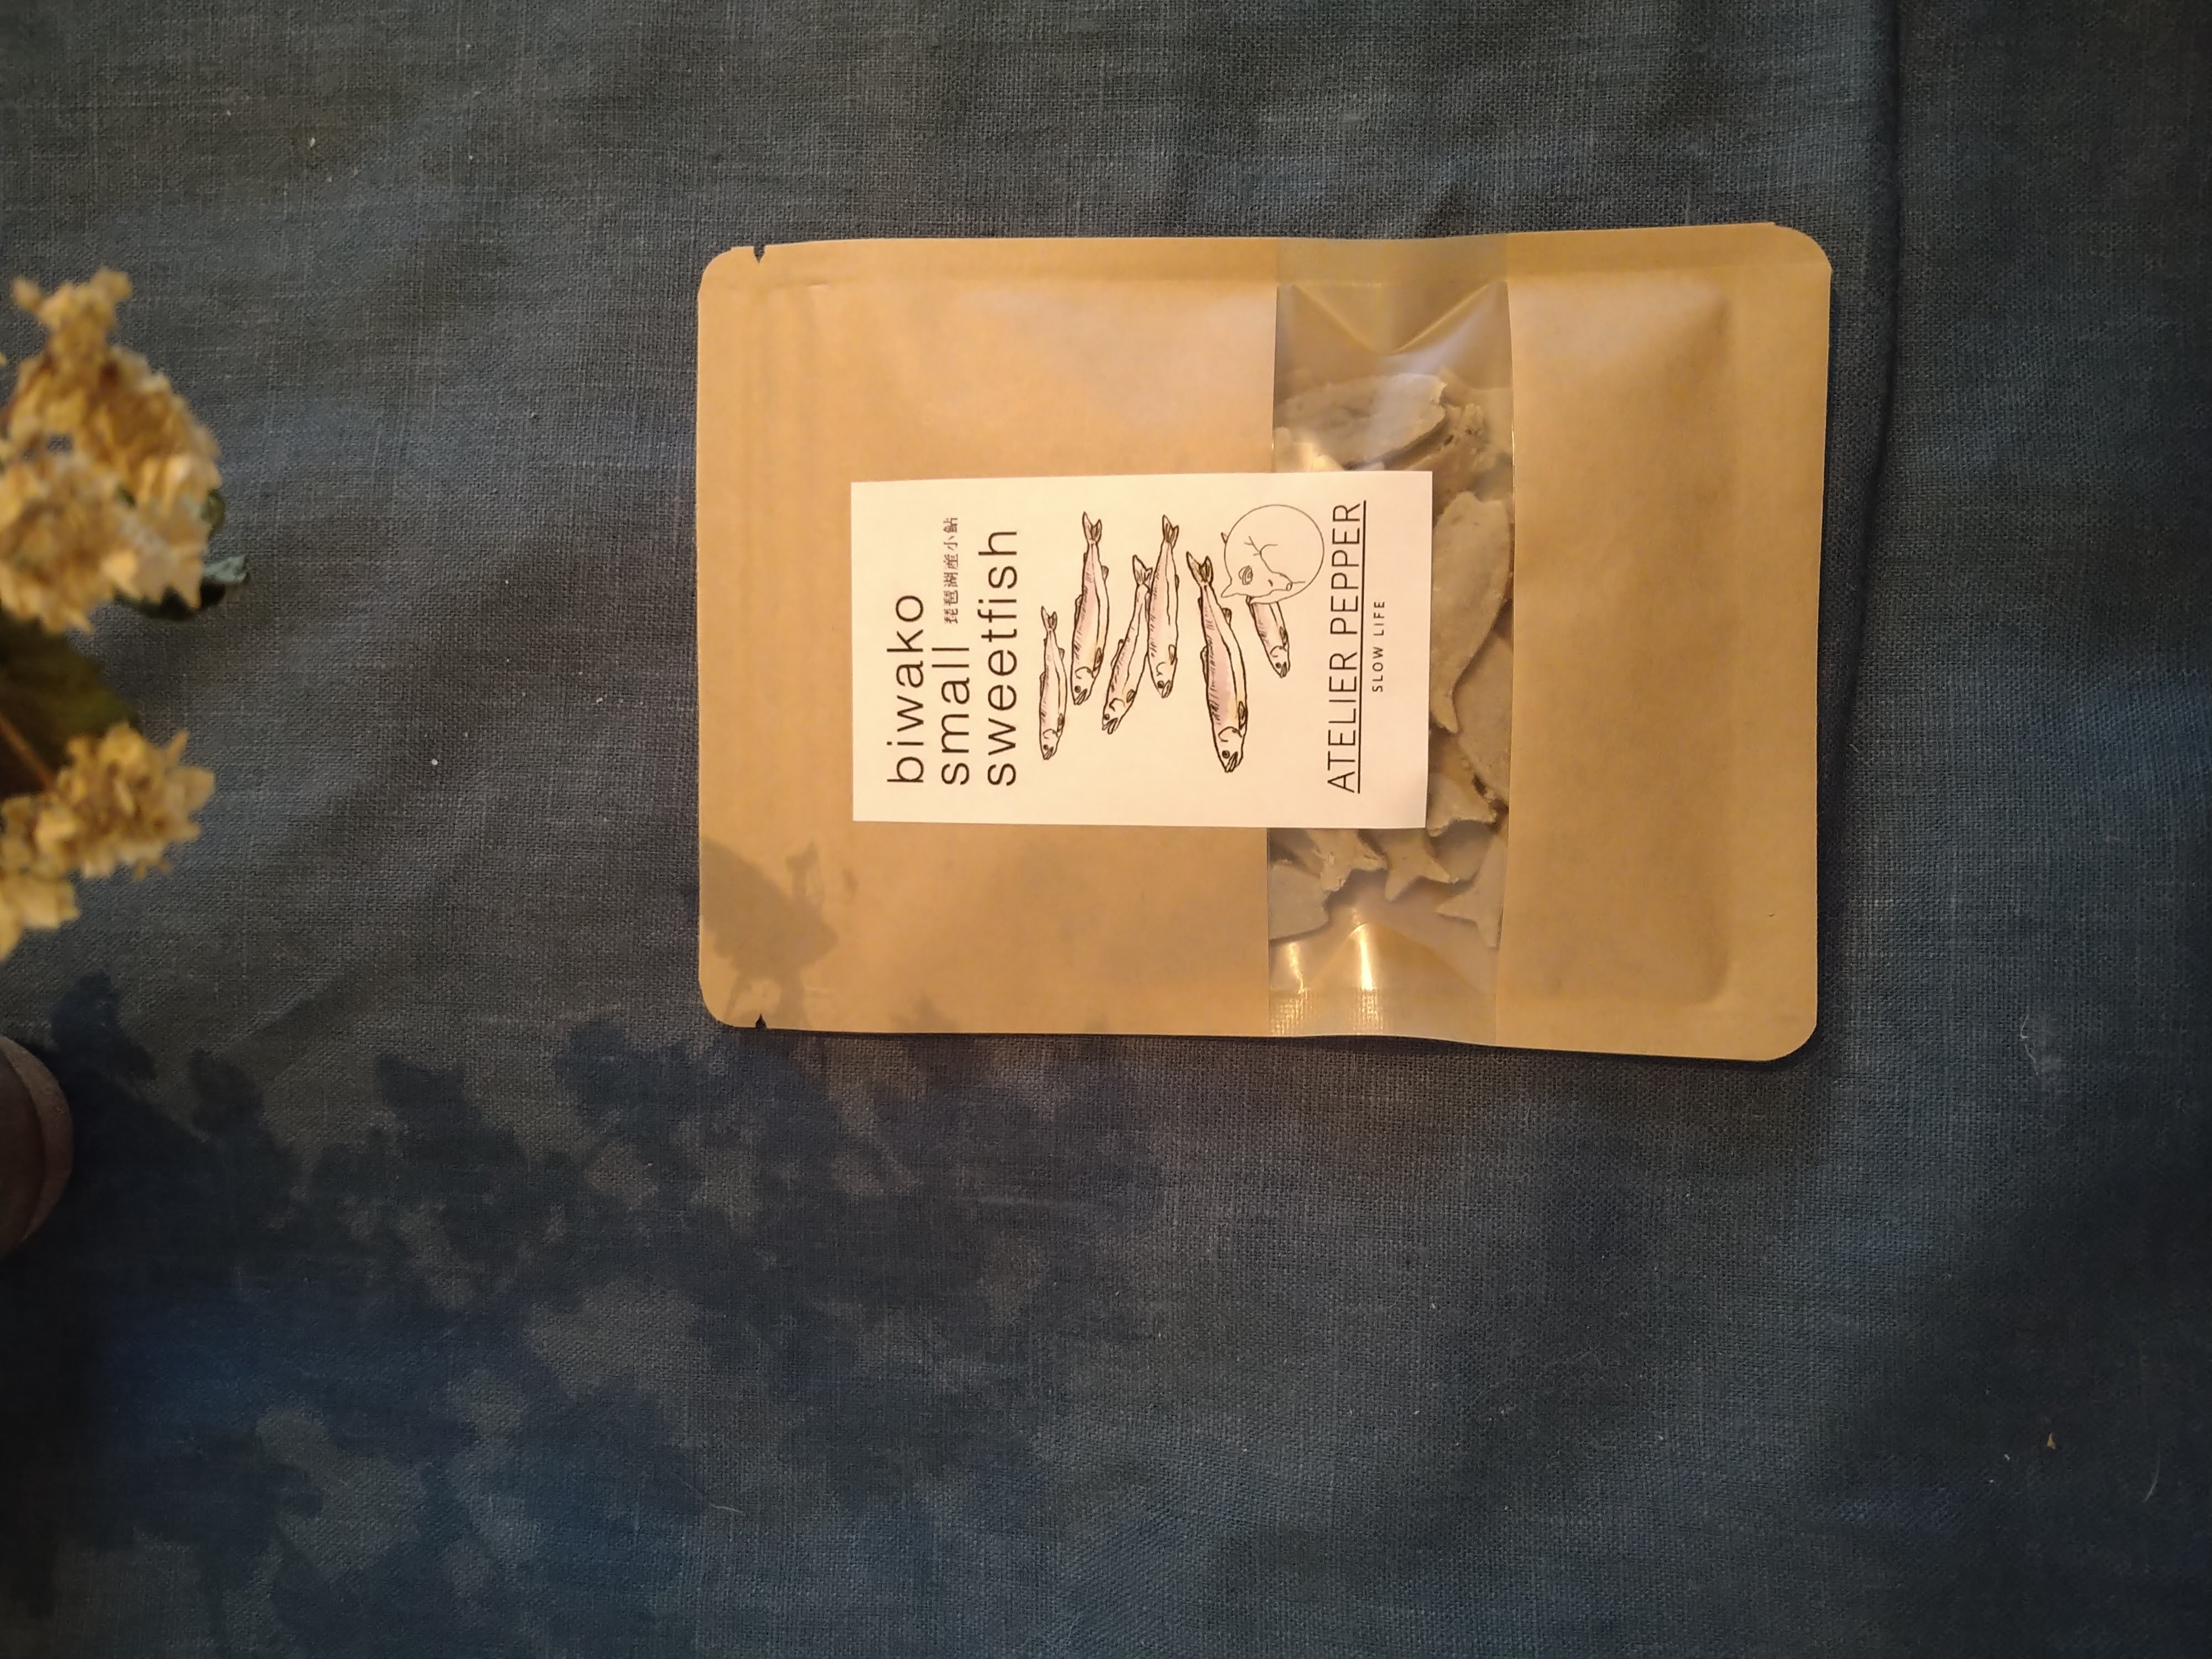 biwako
small 琵琶湖産小鮎
sweetfish
ATELIER PEPPER
SLOW LIFE